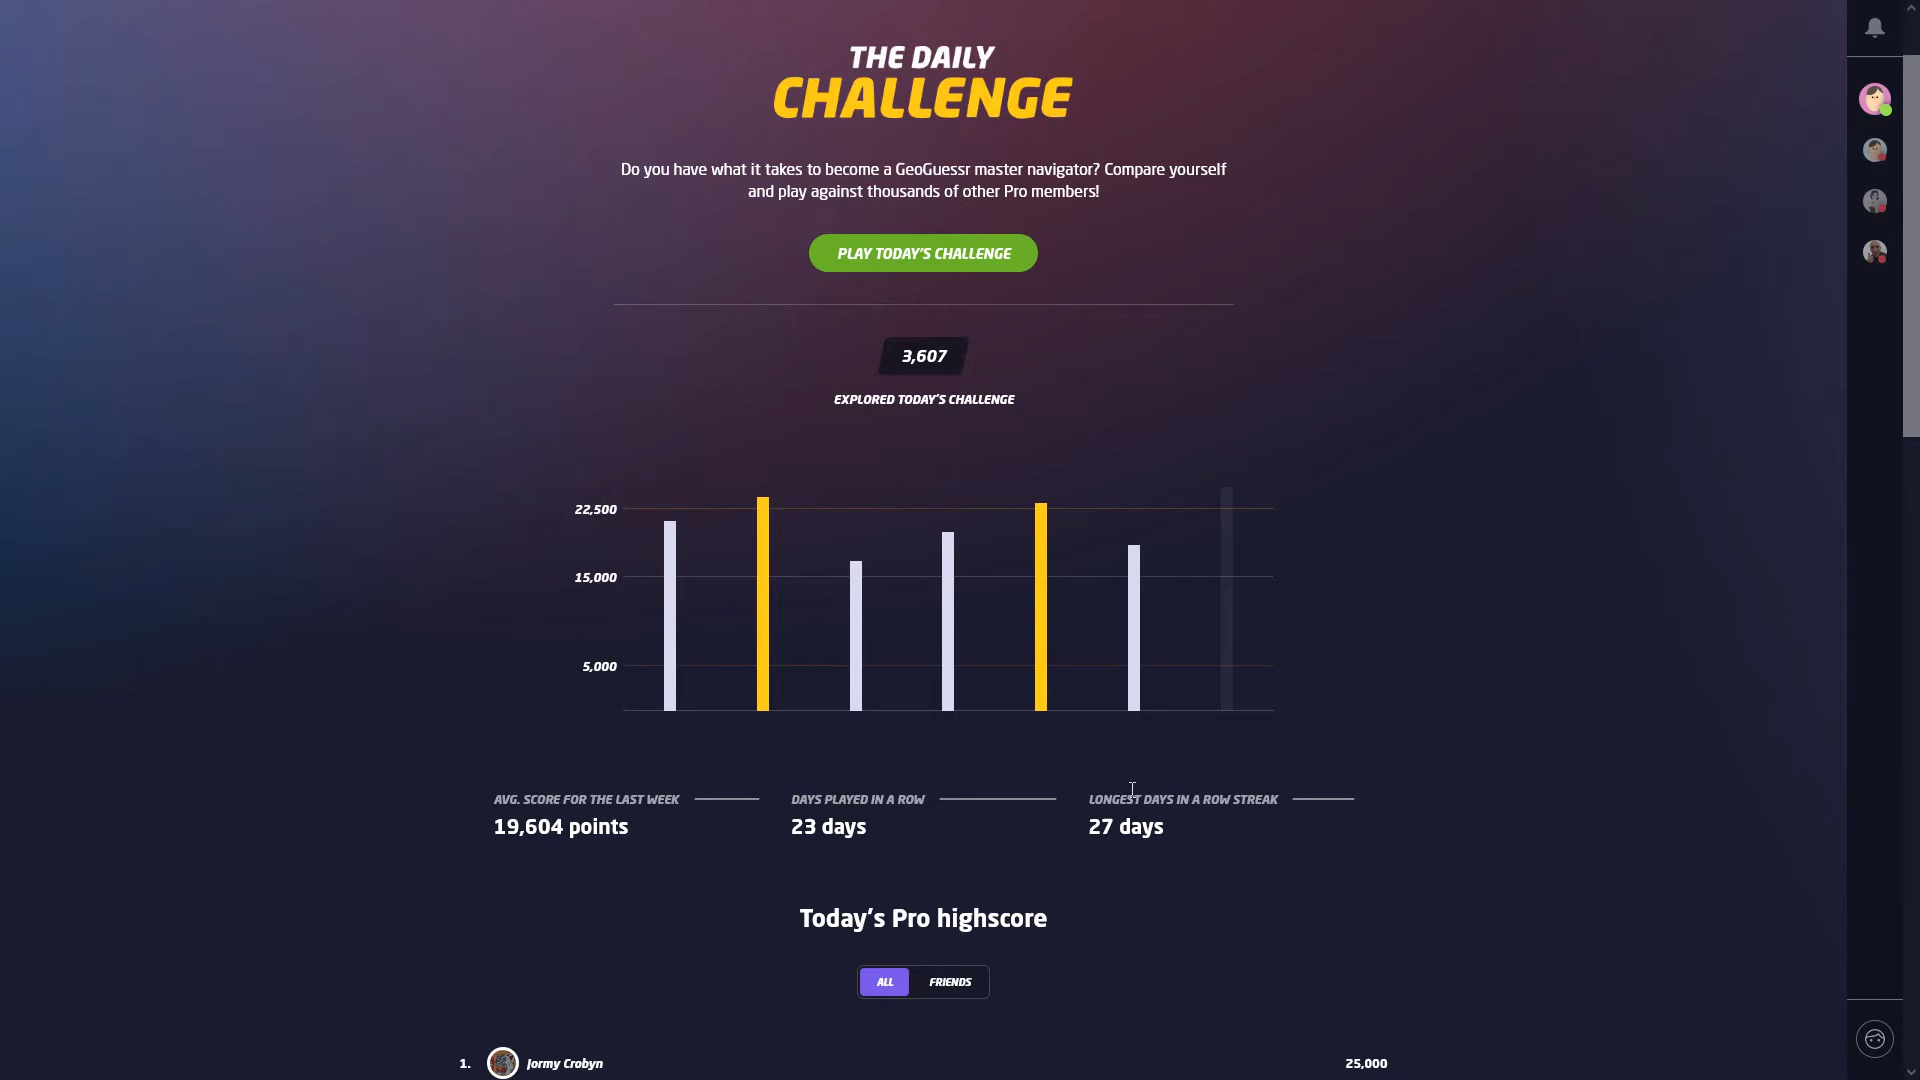 THE DAILY
CHALLENGE
Do you have what it takes to become a GeoGuessr master navigator? Compare yourself
and play against thousands of other Pro members!
PLAY TODAY'S CHALLENGE
3,607
EXPLORED TODAY'S CHALLENGE
22,500
15,000
5,000
AVG. SCORE FOR THE LAST WEEK
19,604 points
DAYS PLAYED IN A ROW
23 days
LONGEST DAYS IN A ROW STREAK
27 days
Today's Pro highscore
ALL FRIENDS
1. Jormy Crobyn 25,000